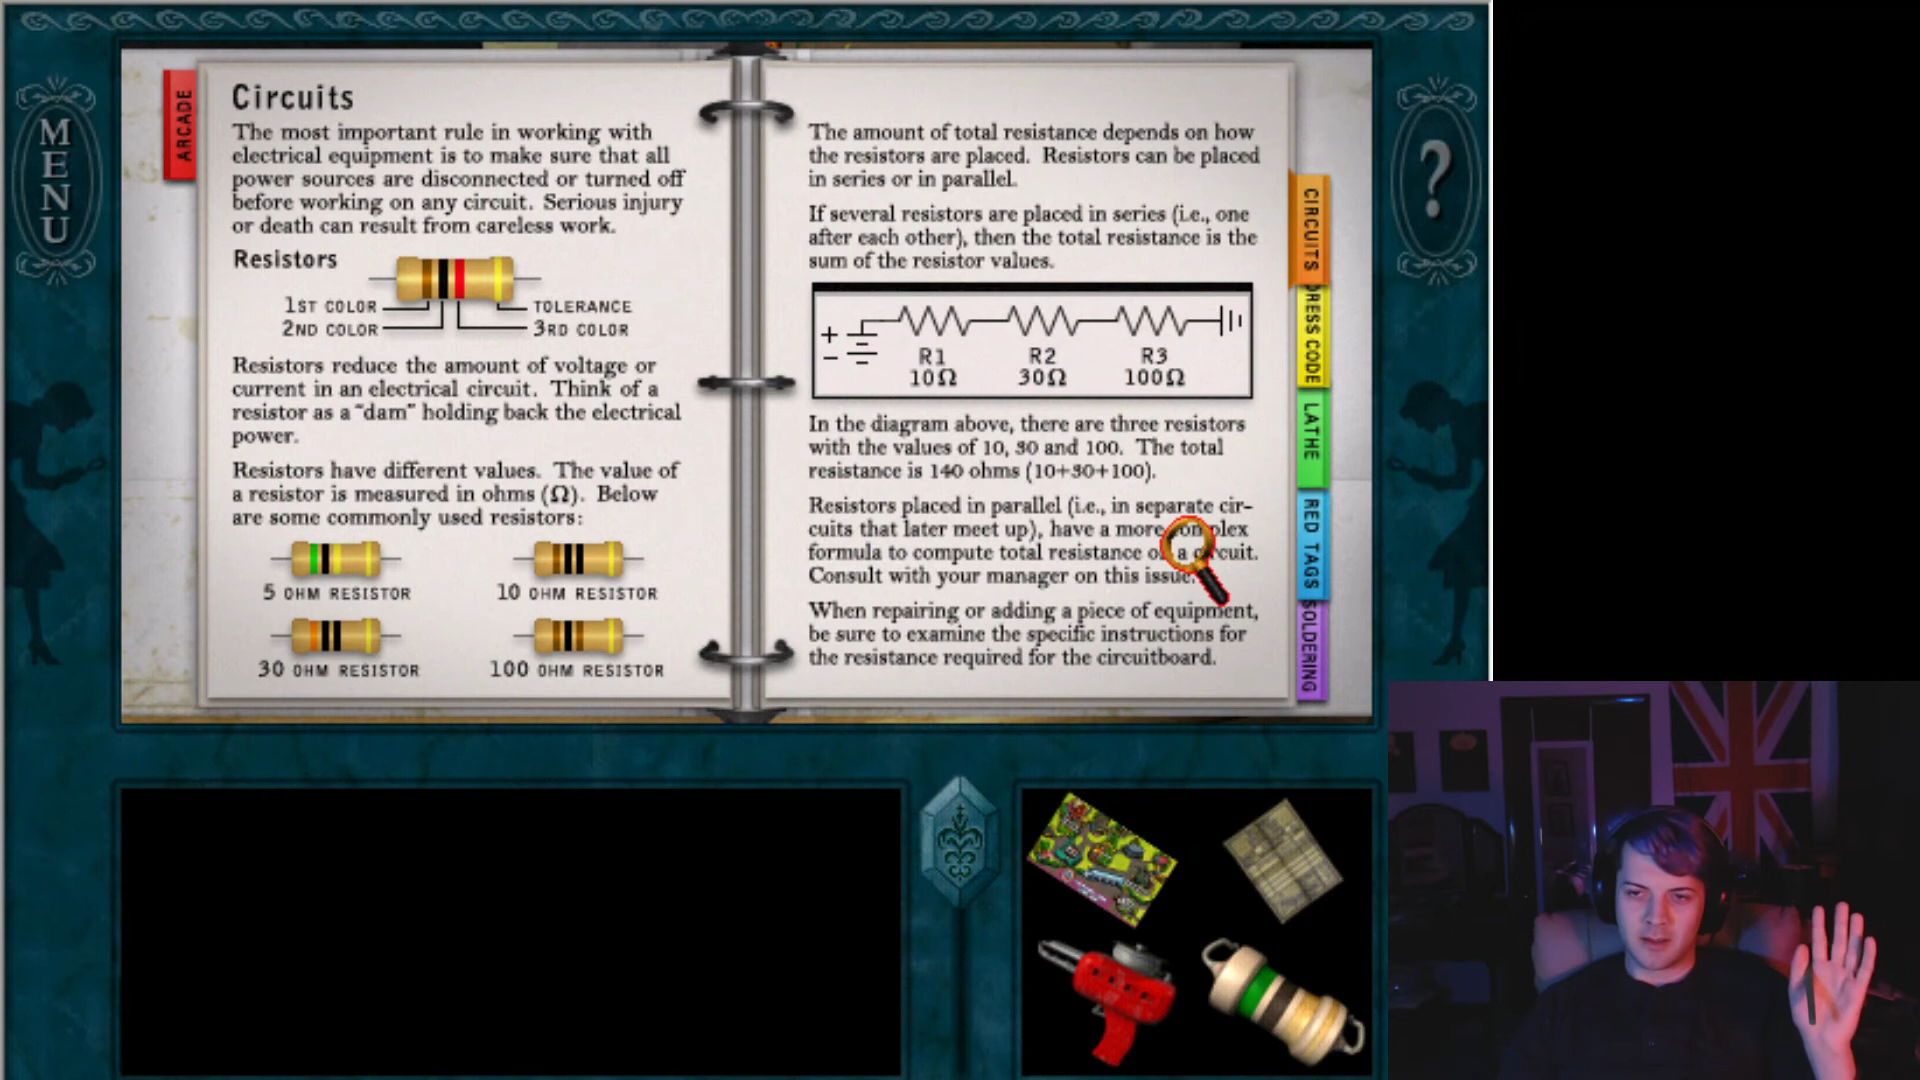 MENU
ARCADE
Circuits
The most important rule in working with
electrical equipment is to make sure that all
power sources are disconnected or turned off
before working on any circuit. Serious injury
or death can result from careless work.
Resistors
1ST COLOR
2ND COLOR
TOLERANCE
3RD COLOR
Resistors reduce the amount of voltage or
current in an electrical circuit. Think of a
resistor as a “dam” holding back the electrical
power.
Resistors have different values. The value of
a resistor is measured in ohms (Ω). Below
are some commonly used resistors:
5 OHM RESISTOR
10 OHM RESISTOR
30 OHM RESISTOR
100 OHM RESISTOR
The amount of total resistance depends on how
the resistors are placed. Resistors can be placed
in series or in parallel.
If several resistors are placed in series (i.e., one
after each other), then the total resistance is the
sum of the resistor values.
+
−
R1
10Ω
R2
30Ω
R3
100Ω
In the diagram above, there are three resistors
with the values of 10, 30 and 100. The total
resistance is 140 ohms (10+30+100).
Resistors placed in parallel (i.e., in separate cir-
cuits that later meet up), have a more complex
formula to compute total resistance of a circuit.
Consult with your manager on this issue.
When repairing or adding a piece of equipment,
be sure to examine the specific instructions for
the resistance required for the circuitboard.
CIRCUITS
DRESS CODE
LATHE
RED TAGS
SOLDERING
?